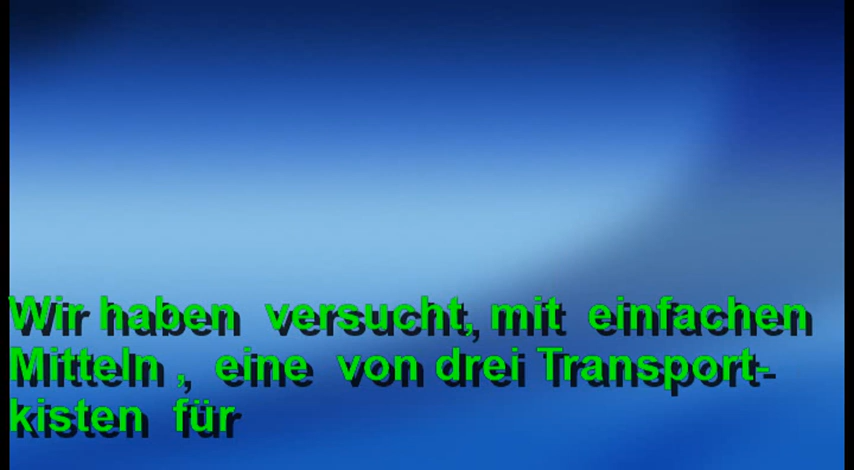 Wir haben versucht, mit einfachen
Mitteln , eine von drei Transport-
kisten für